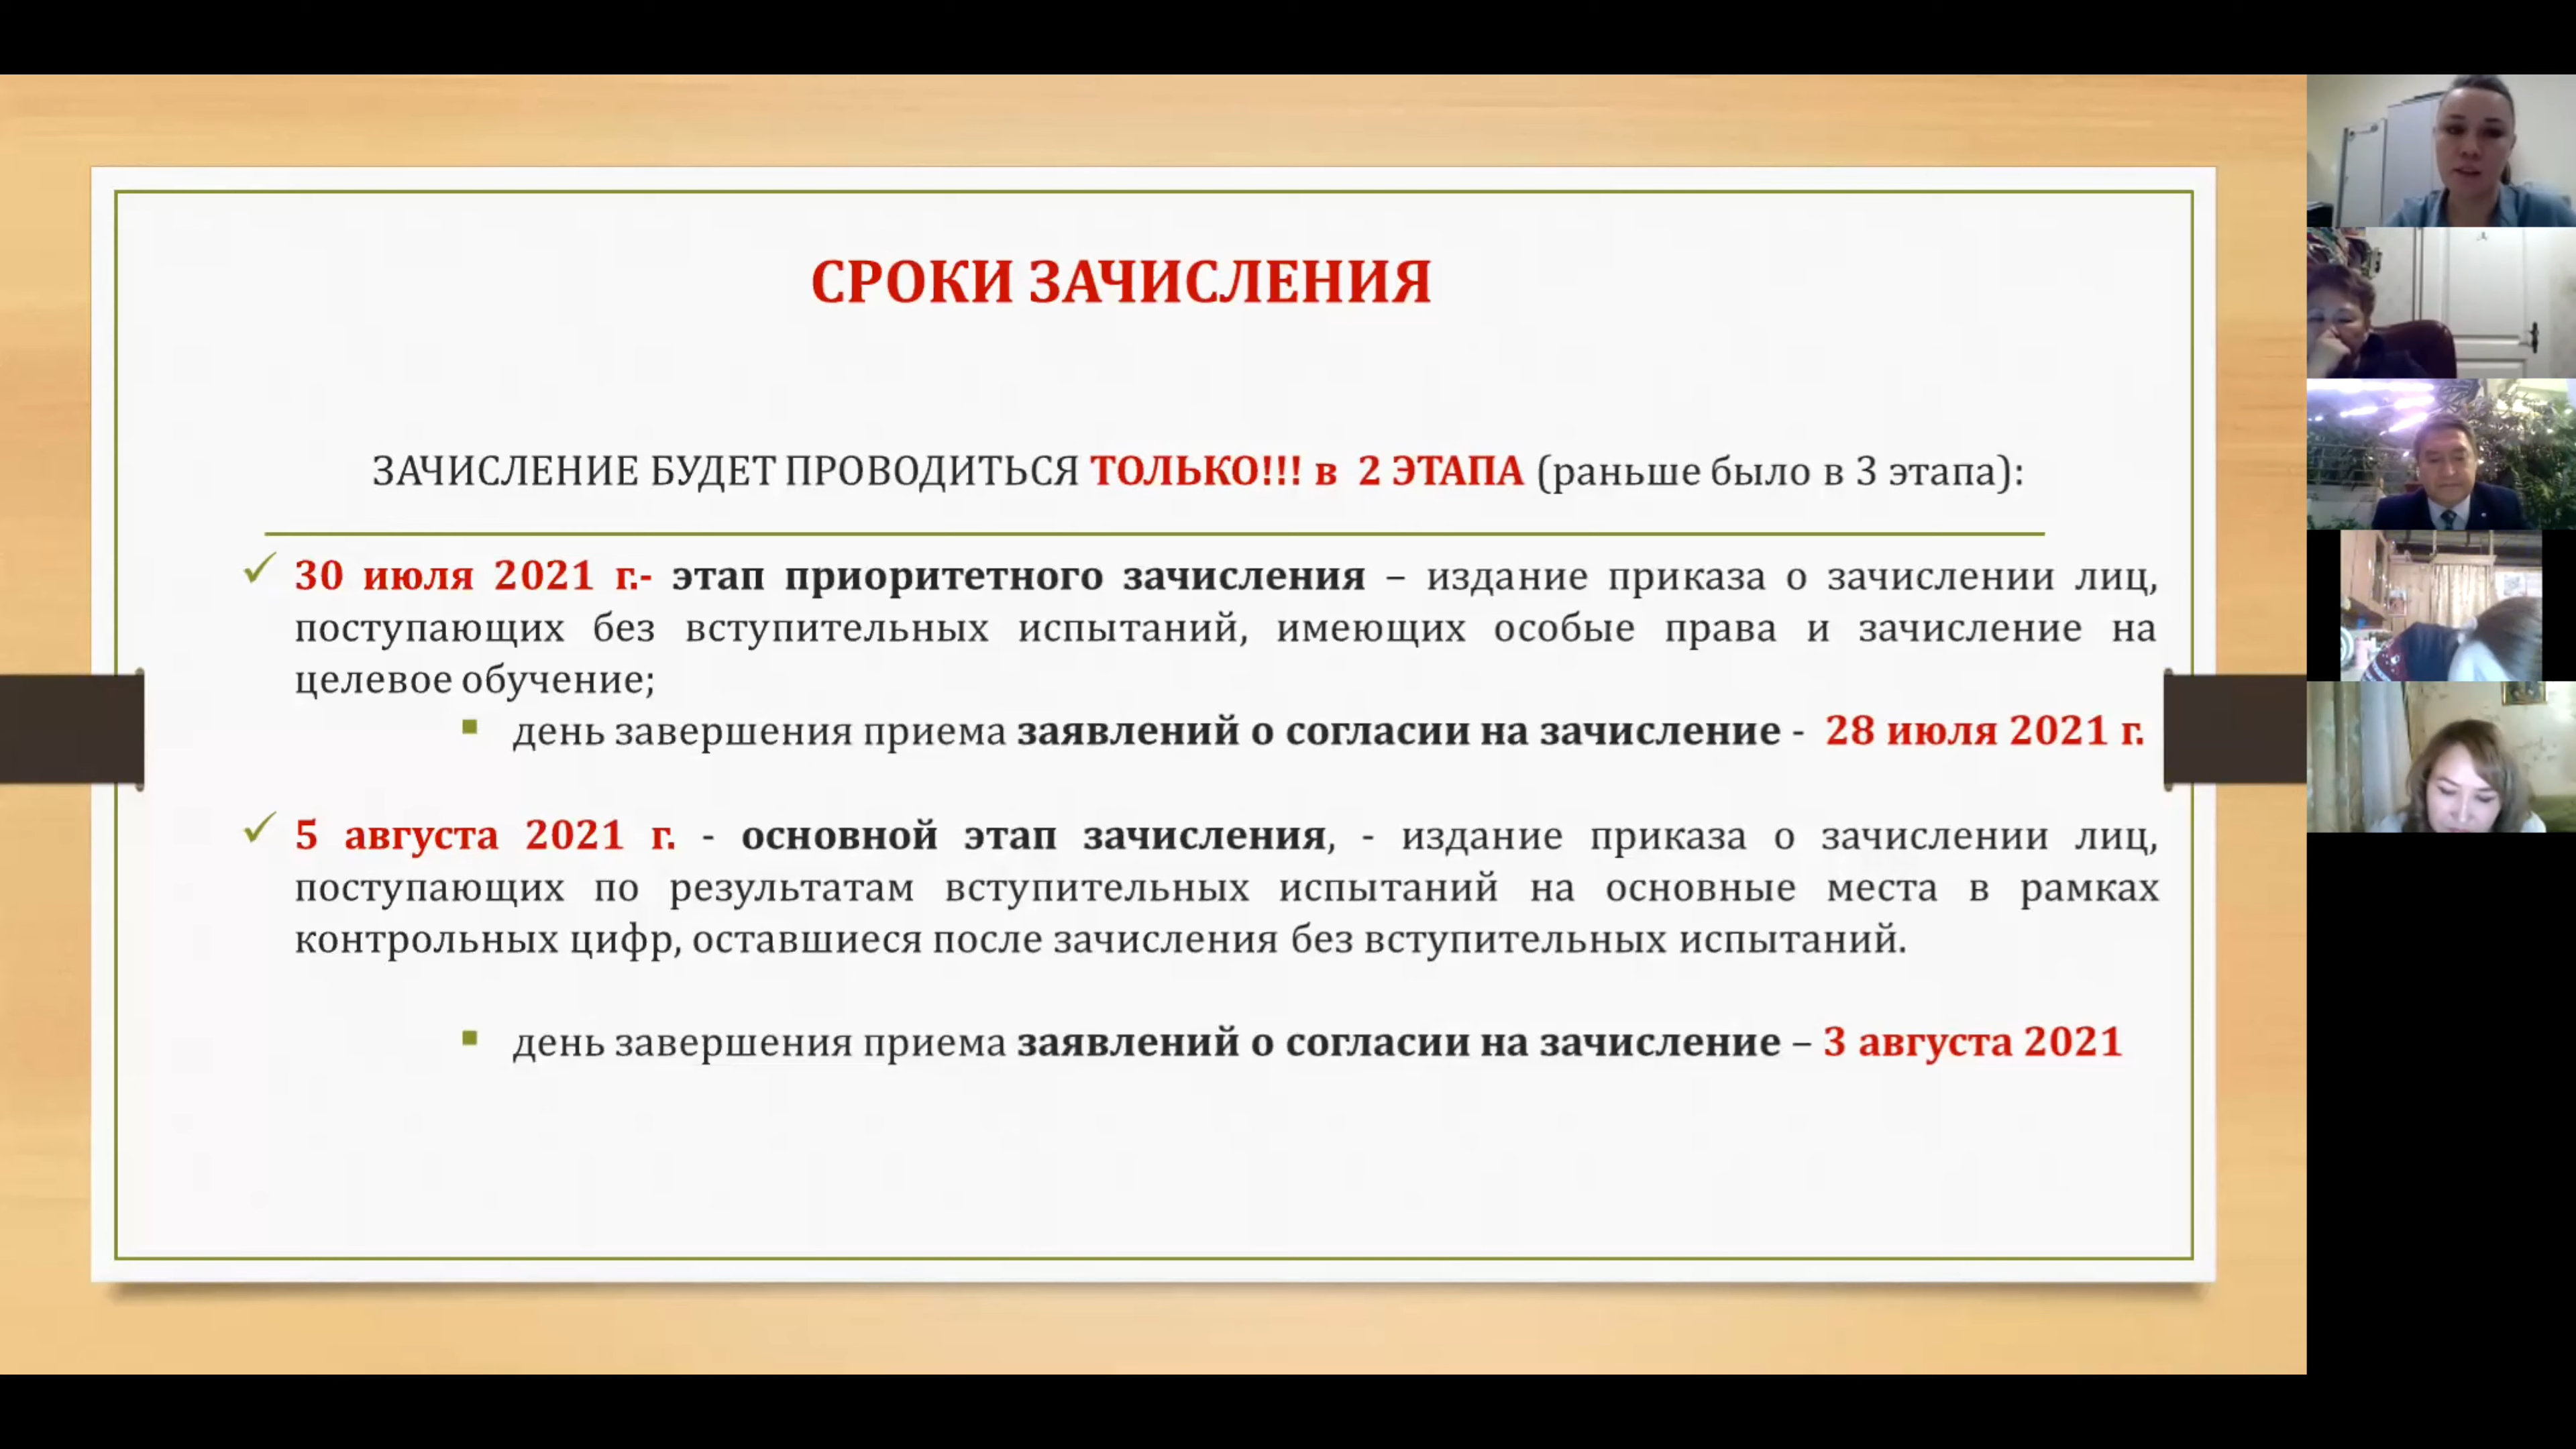 СРОКИ ЗАЧИСЛЕНИЯ
ЗАЧИСЛЕНИЕ БУДЕТ ПРОВОДИТЬСЯ ТОЛЬКО!!! в 2 ЭТАПА (раньше было в 3 этапа):
30 июля 2021 г.- этап приоритетного зачисления – издание приказа о зачислении лиц,
поступающих без вступительных испытаний, имеющих особые права и зачисление на
целевое обучение;
день завершения приема заявлений о согласии на зачисление - 28 июля 2021 г.
5 августа 2021 г. - основной этап зачисления, - издание приказа о зачислении лиц,
поступающих по результатам вступительных испытаний на основные места в рамках
контрольных цифр, оставшиеся после зачисления без вступительных испытаний.
день завершения приема заявлений о согласии на зачисление – 3 августа 2021